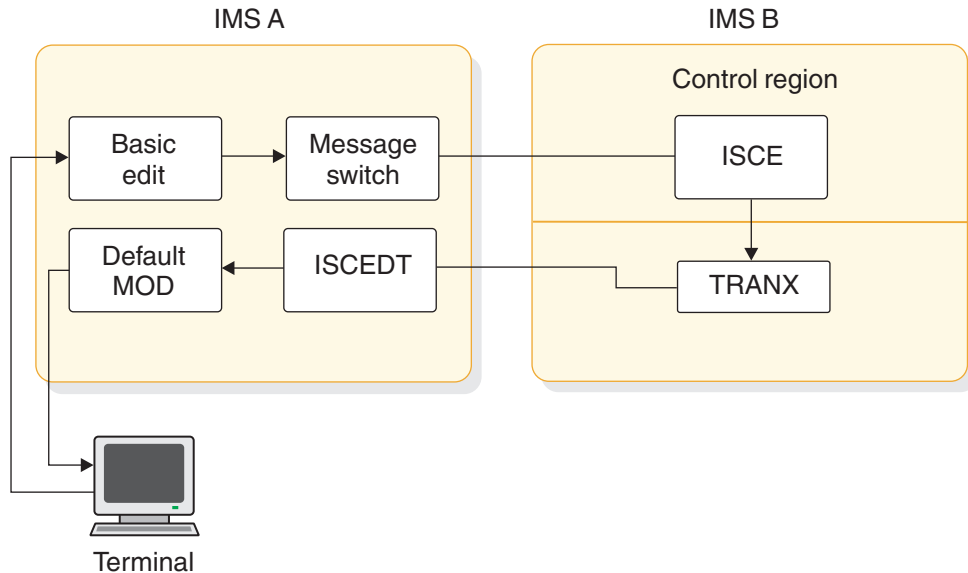 IMS A
IMS B
Control region
Basic
edit
Message
switch
ISCE
Default
MOD
ISCEDT
TRANX
Terminal